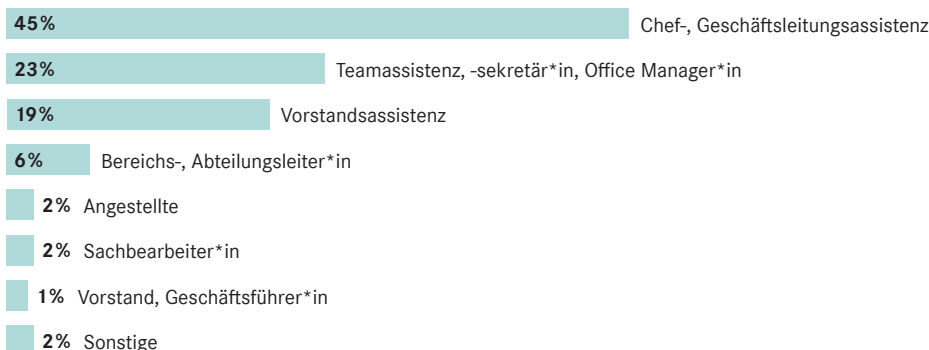 45% Chef-, Geschäftsleitungsassistenz
23% Teamassistenz, -sekretär*in, Office Manager*in
19% Vorstandsassistenz
6% Bereichs-, Abteilungsleiter*in
2% Angestellte
2% Sachbearbeiter*in
1% Vorstand, Geschäftsführer*in
2% Sonstige